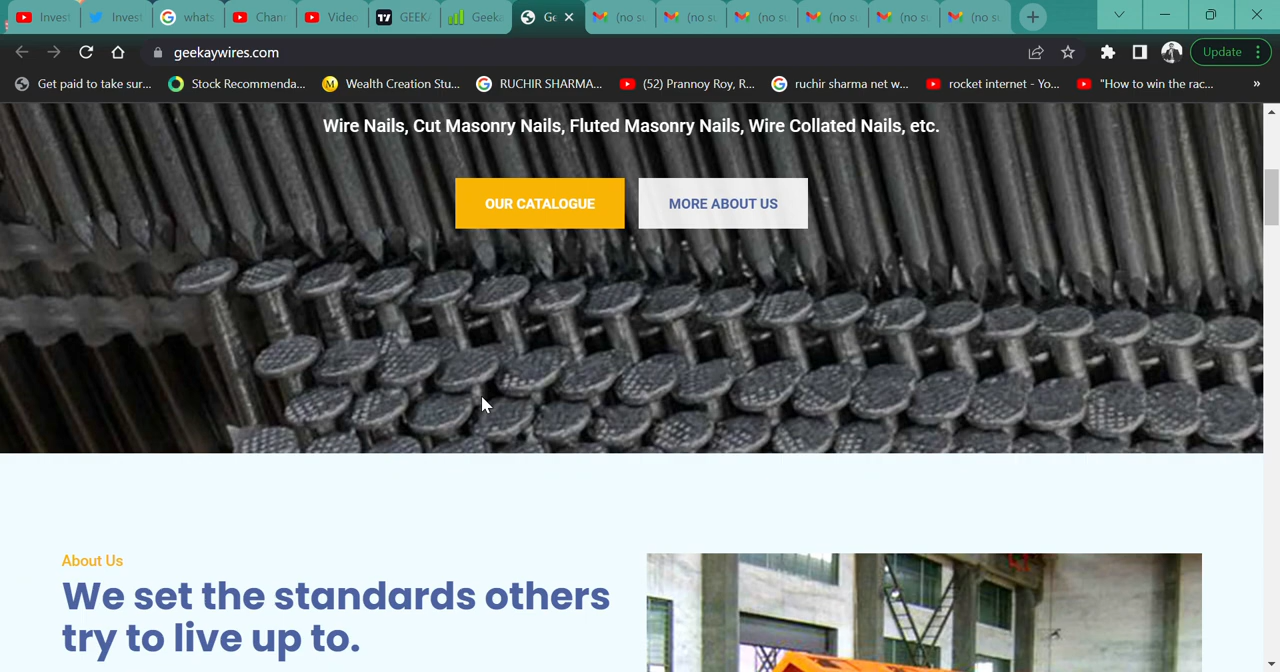 Invest
Invest
whats
Chan
Video
GEEK
Geeka
Ge
(no su
(no su
(no su
(no su
(no su
(no su
geekaywires.com
Update
Get paid to take sur...
Stock Recommenda...
Wealth Creation Stu...
RUCHIR SHARMA...
(52) Prannoy Roy, R...
ruchir sharma net w...
rocket internet - Yo...
"How to win the rac...
»
Wire Nails, Cut Masonry Nails, Fluted Masonry Nails, Wire Collated Nails, etc.
OUR CATALOGUE
MORE ABOUT US
About Us
We set the standards others
try to live up to.